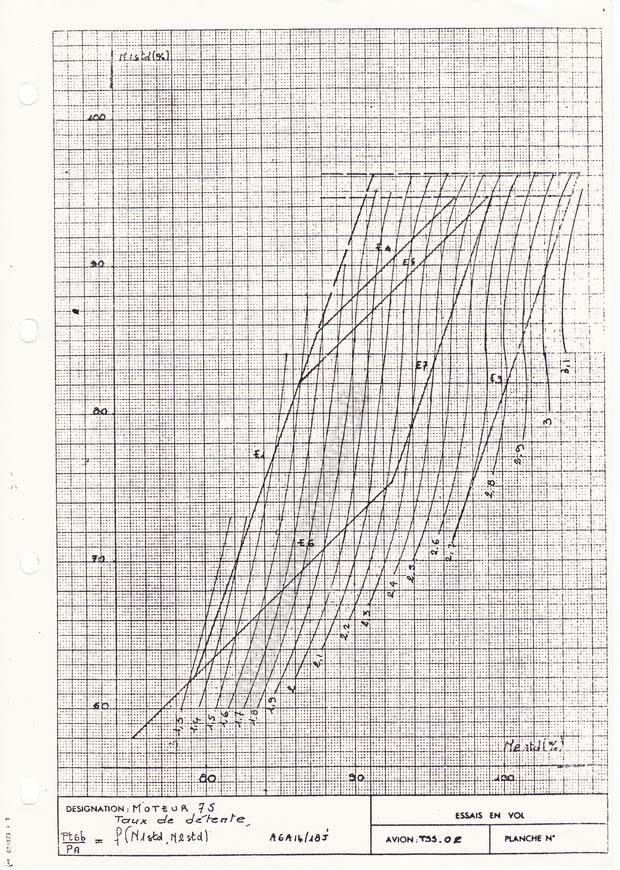 N1std(%)
100
90
80
70
60
E4
E5
E7
E9
E1
E6
3,1
3
2,9
2,8
2,7
2,6
2,5
2,4
2,3
2,2
2,1
2
1,9
1,8
1,7
1,6
1,5
1,4
1,3
N2std(%)
80
90
100
DESIGNATION: MOTEUR 75
Taux de détente,
Pt6b/PA = f(N1std, N2std)
AGA14/18J
ESSAIS EN VOL
AVION: TSS.02
PLANCHE N°